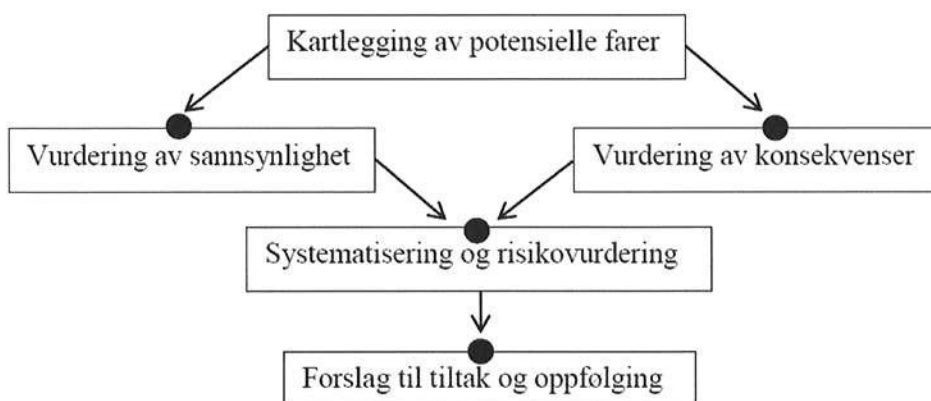 Kartlegging av potensielle farer
Vurdering av sannsynlighet
Vurdering av konsekvenser
Systematisering og risikovurdering
Forslag til tiltak og oppfølging